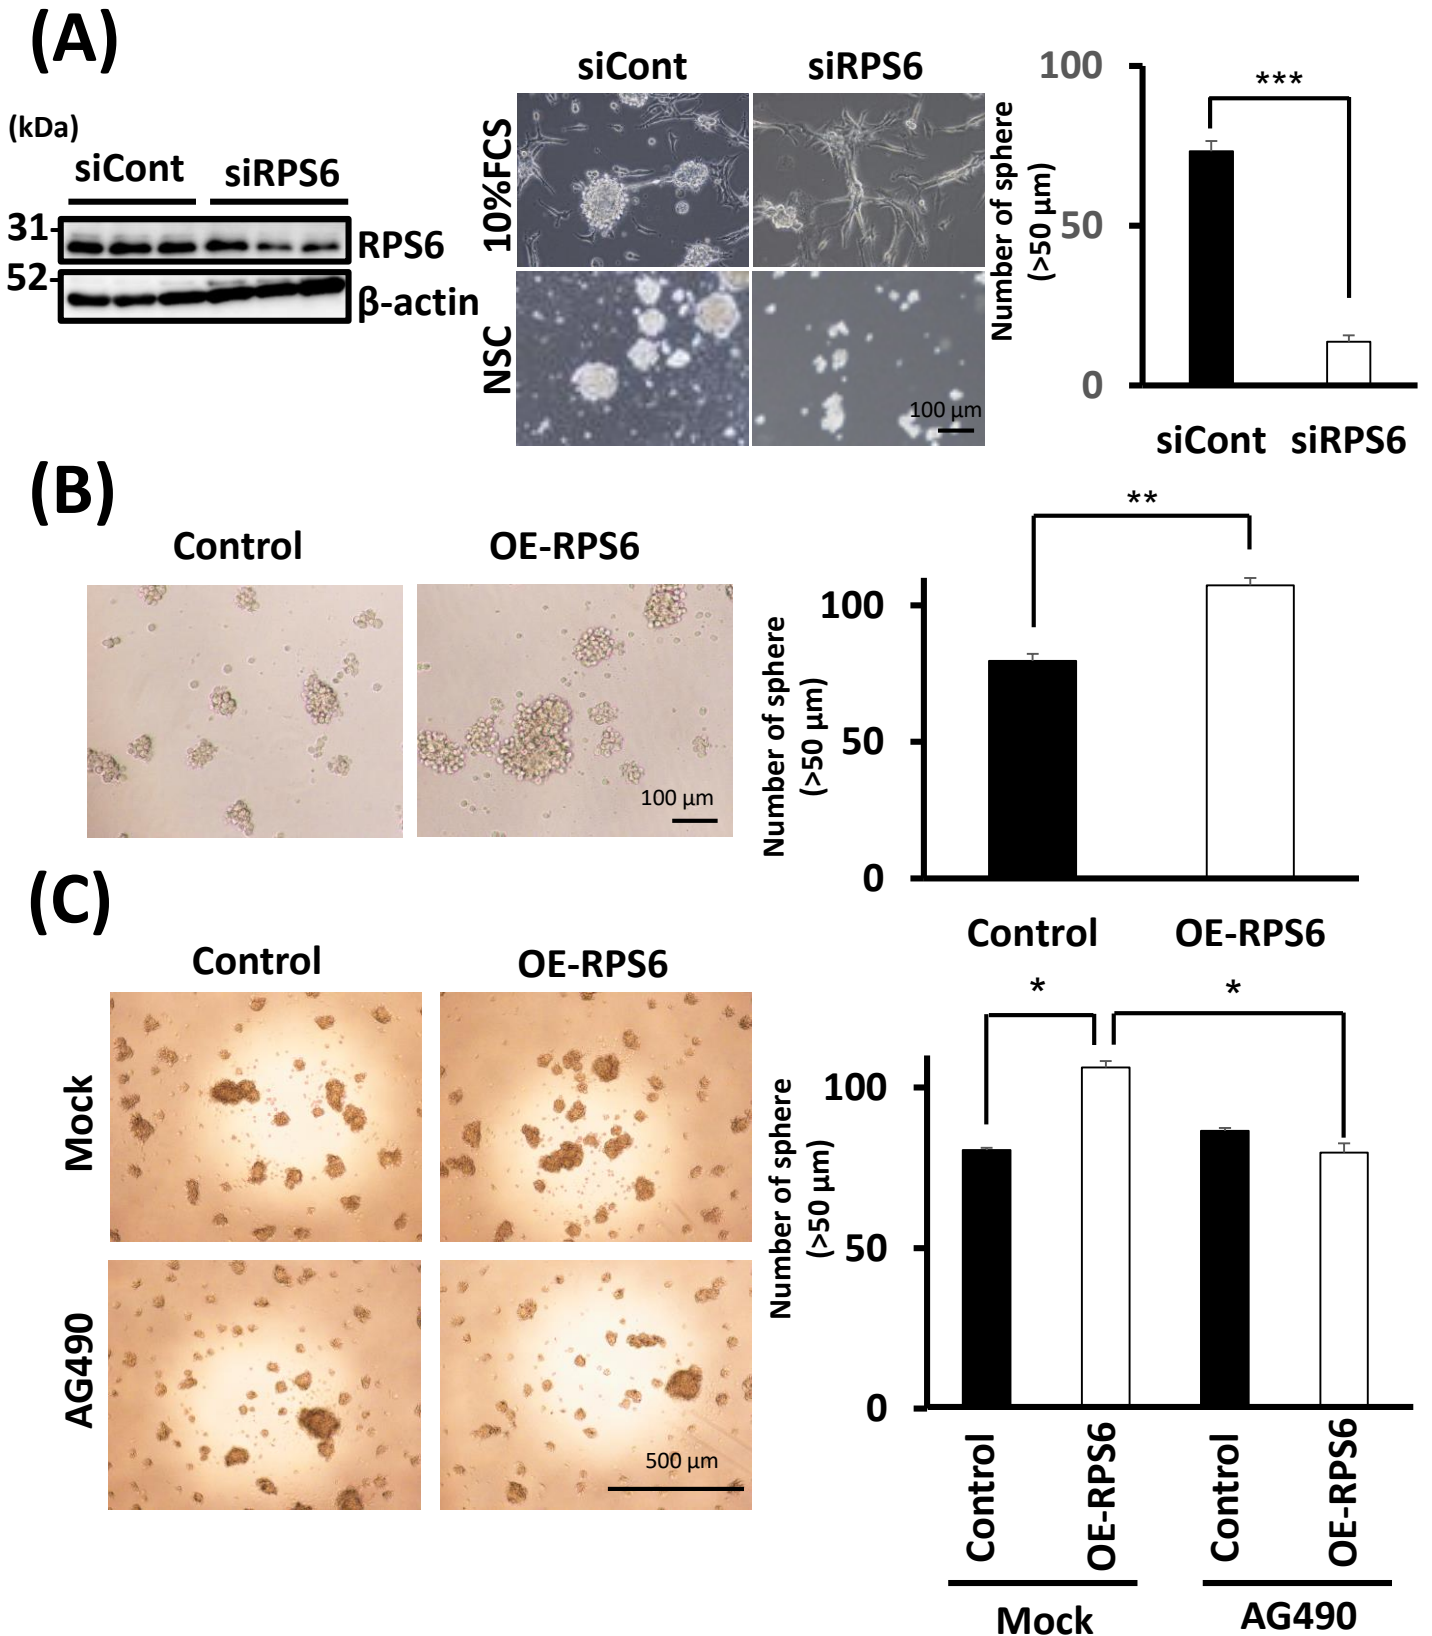 (A)
(kDa)
siCont siRPS6
31-
RPS6
52-
β-actin
siCont siRPS6
10%FCS
NSC
100 µm
Number of sphere
(>50 µm)
100
50
0
***
siCont siRPS6
(B)
Control OE-RPS6
100 µm
Number of sphere
(>50 µm)
100
50
0
**
Control OE-RPS6
(C)
Control OE-RPS6
Mock
AG490
500 µm
Number of sphere
(>50 µm)
100
50
0
* *
Control OE-RPS6 Control OE-RPS6
Mock AG490